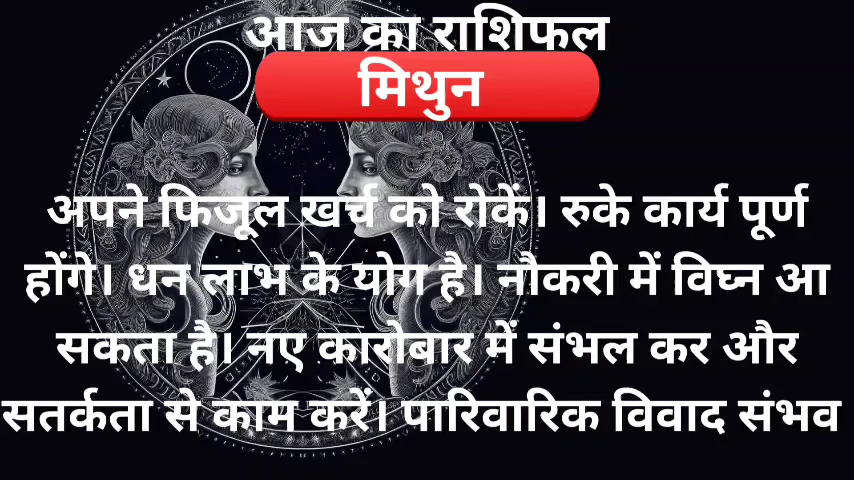 आज का राशिफल
मिथुन
अपने फिजूल खर्च को रोकें। रुके कार्य पूर्ण
होंगे। धन लाभ के योग है। नौकरी में विघ्न आ
सकता है। नए कारोबार में संभल कर और
सतर्कता से काम करें। पारिवारिक विवाद संभव